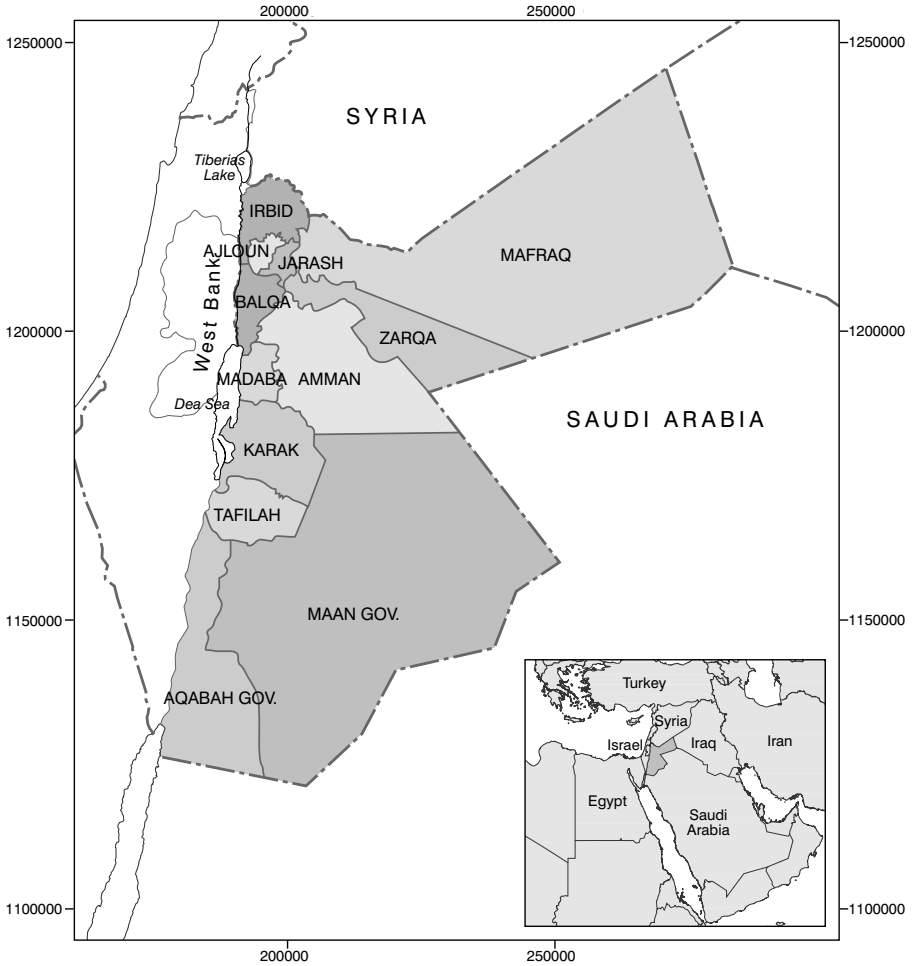 200000
250000
1250000
1250000
SYRIA
Tiberias
Lake
IRBID
AJLOUN
JARASH
MAFRAQ
West Bank
BALQA
1200000
1200000
ZARQA
MADABA
AMMAN
Dea Sea
SAUDI ARABIA
KARAK
TAFILAH
MAAN GOV.
1150000
1150000
AQABAH GOV.
Turkey
Syria
Israel
Iraq
Iran
Egypt
Saudi
Arabia
1100000
1100000
200000
250000